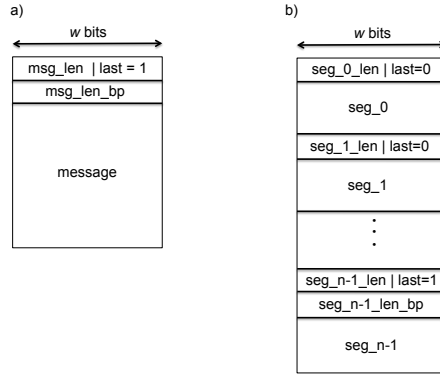 a)
w bits
msg_len | last = 1
msg_len_bp
message
b)
w bits
seg_0_len | last=0
seg_0
seg_1_len | last=0
seg_1
seg_n-1_len | last=1
seg_n-1_len_bp
seg_n-1